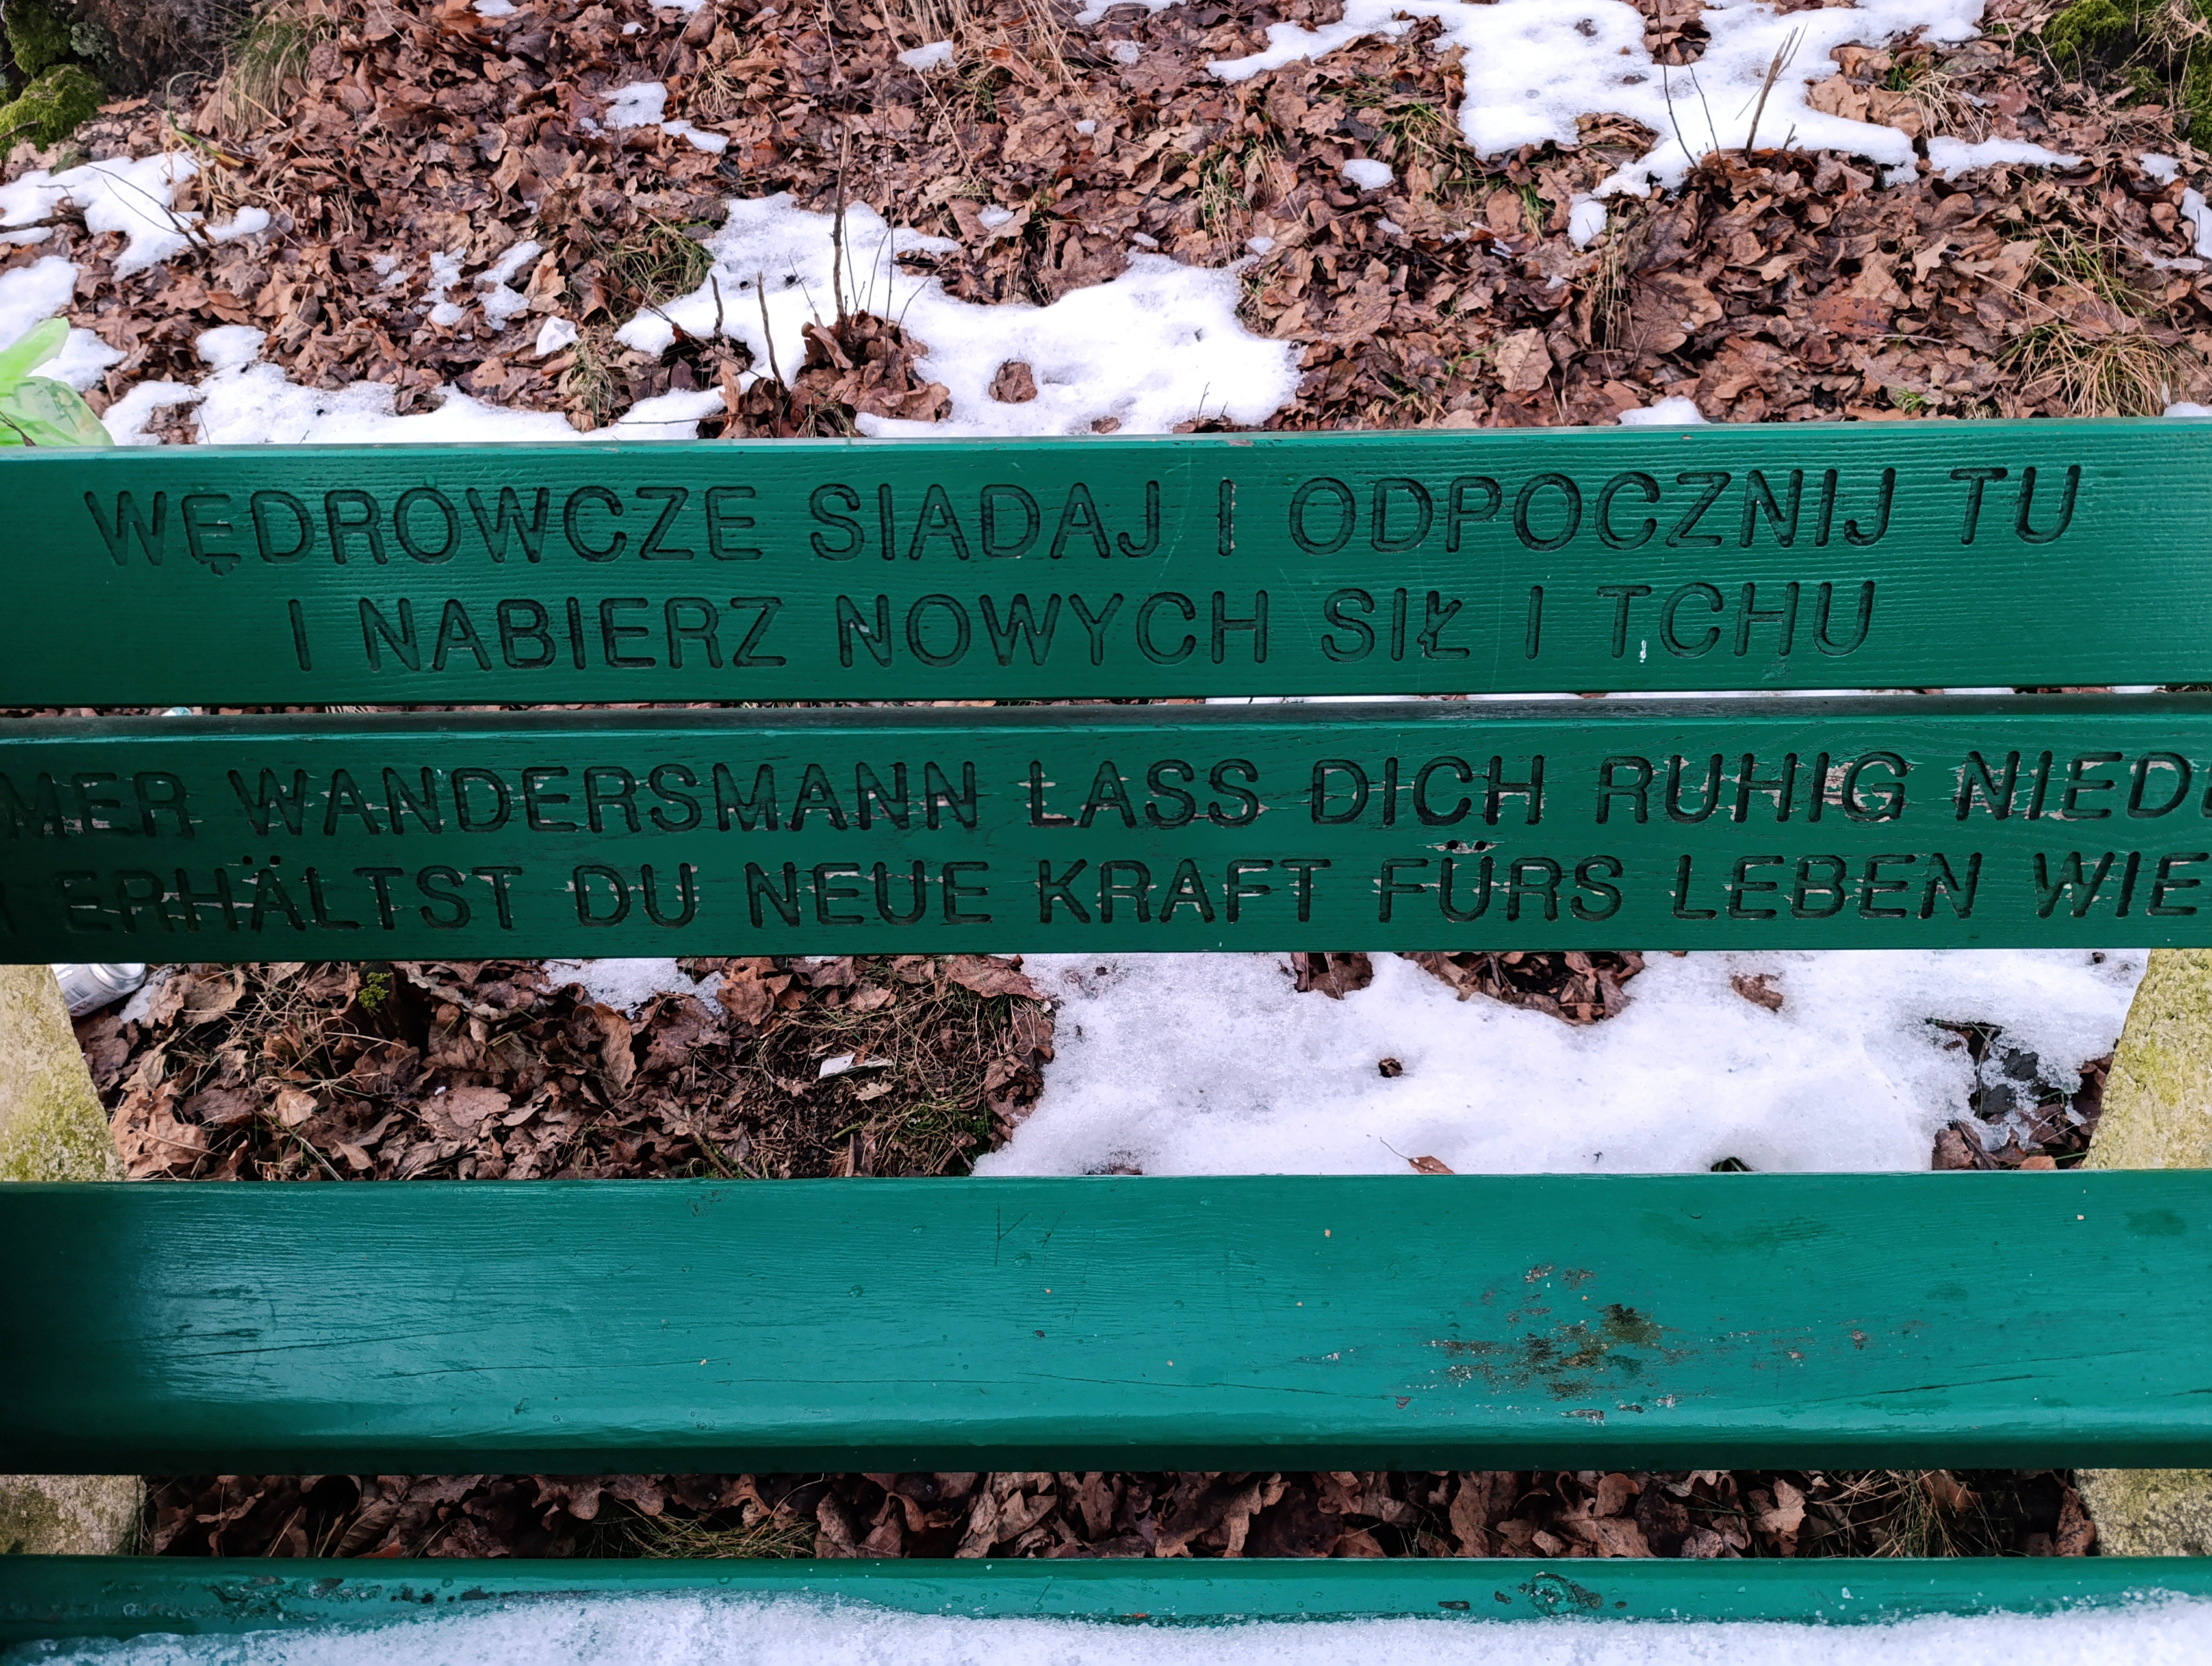 WĘDROWCZE SIADAJ I ODPOCZNIJ TU
I NABIERZ NOWYCH SIŁ I TCHU
WANDERSMANN LASS DICH RUHIG
ERHÄLTST DU NEUE KRAFT FÜRS LEBEN